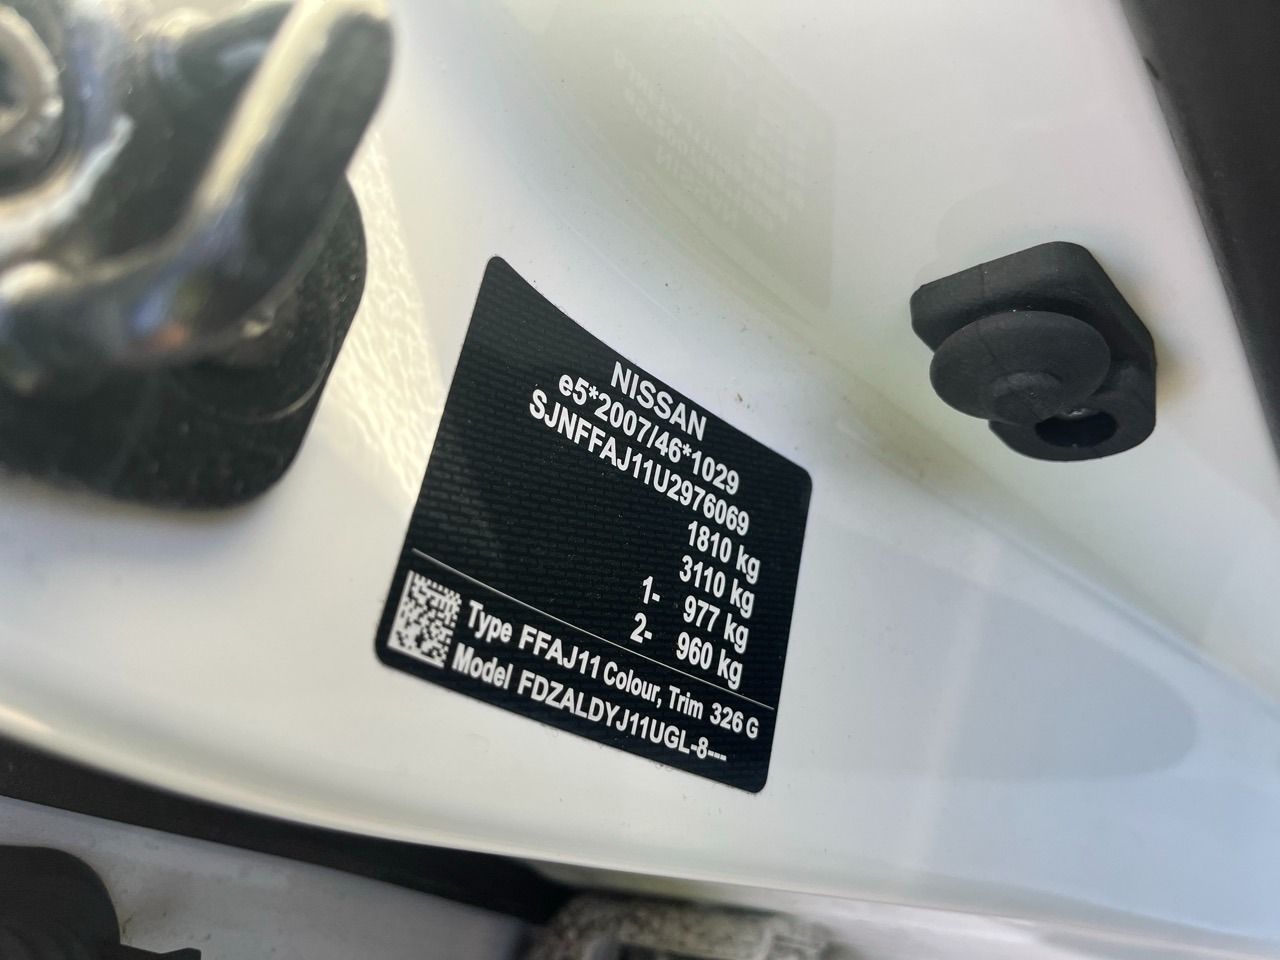 NISSAN
e5*2007/46*1029
SJNFFAJ11U2976069
1810 kg
3110 kg
1- 977 kg
2- 960 kg
Type FFAJ11 Colour, Trim 326 G
Model FDZALDYJ11UGL-8---